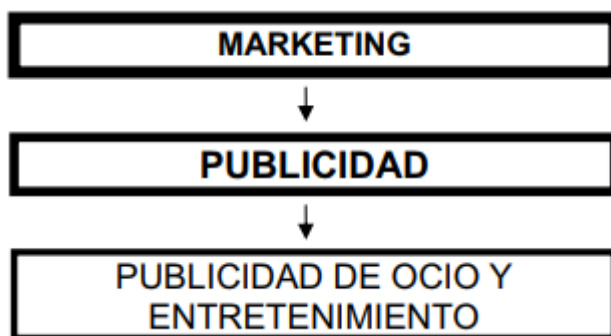 MARKETING
PUBLICIDAD
PUBLICIDAD DE OCIO Y
ENTRETENIMIENTO